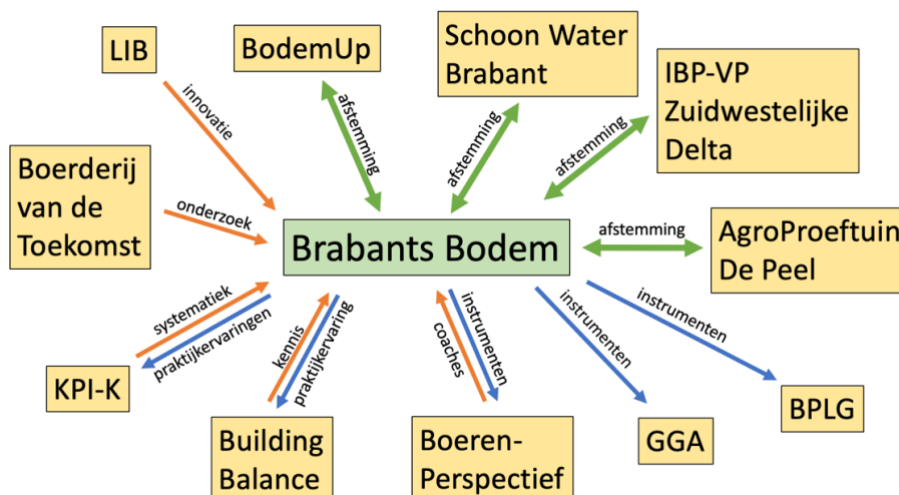 LIB
BodemUp
Schoon Water
Brabant
IBP-VP
Zuidwestelijke
Delta
innovatie
afstemming
afstemming
afstemming
Boerderij
van de
Toekomst
onderzoek
Brabants Bodem
afstemming
AgroProeftuin
De Peel
systematiek
praktijkervaringen
kennis
praktijkervaring
coaches
instrumenten
instrumenten
instrumenten
KPI-K
Building
Balance
Boeren-
Perspectief
GGA
BPLG